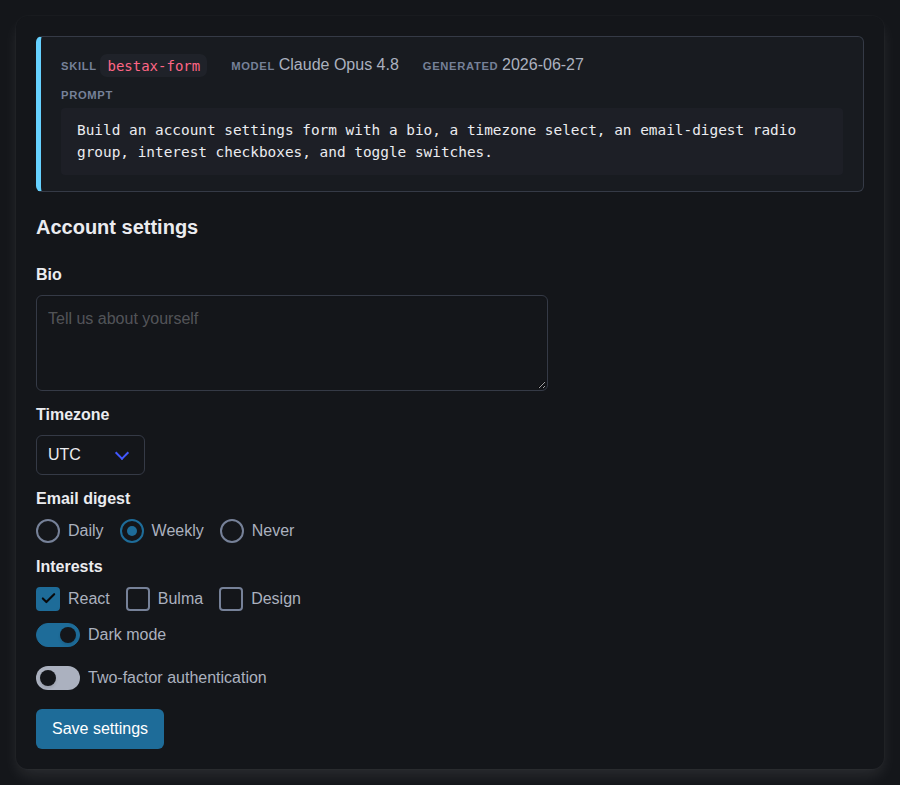 SKILL bestax-form MODEL Claude Opus 4.8 GENERATED 2026-06-27
PROMPT
Build an account settings form with a bio, a timezone select, an email-digest radio
group, interest checkboxes, and toggle switches.
Account settings
Bio
Tell us about yourself
Timezone
UTC
Email digest
Daily Weekly Never
Interests
React Bulma Design
Dark mode
Two-factor authentication
Save settings